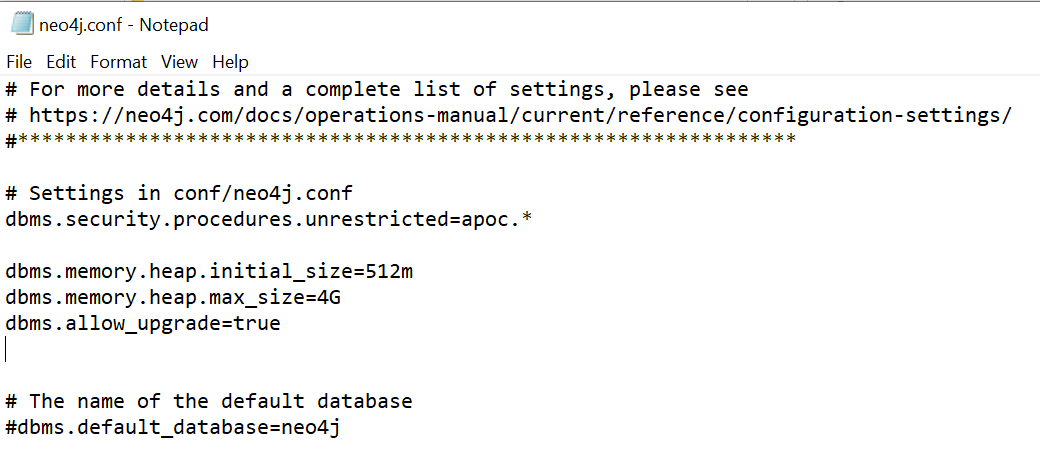 neo4j.conf - Notepad
File Edit Format View Help
# For more details and a complete list of settings, please see
# https://neo4j.com/docs/operations-manual/current/reference/configuration-settings/
#*****************************************************************
# Settings in conf/neo4j.conf
dbms.security.procedures.unrestricted=apoc.*
dbms.memory.heap.initial_size=512m
dbms.memory.heap.max_size=4G
dbms.allow_upgrade=true
# The name of the default database
#dbms.default_database=neo4j